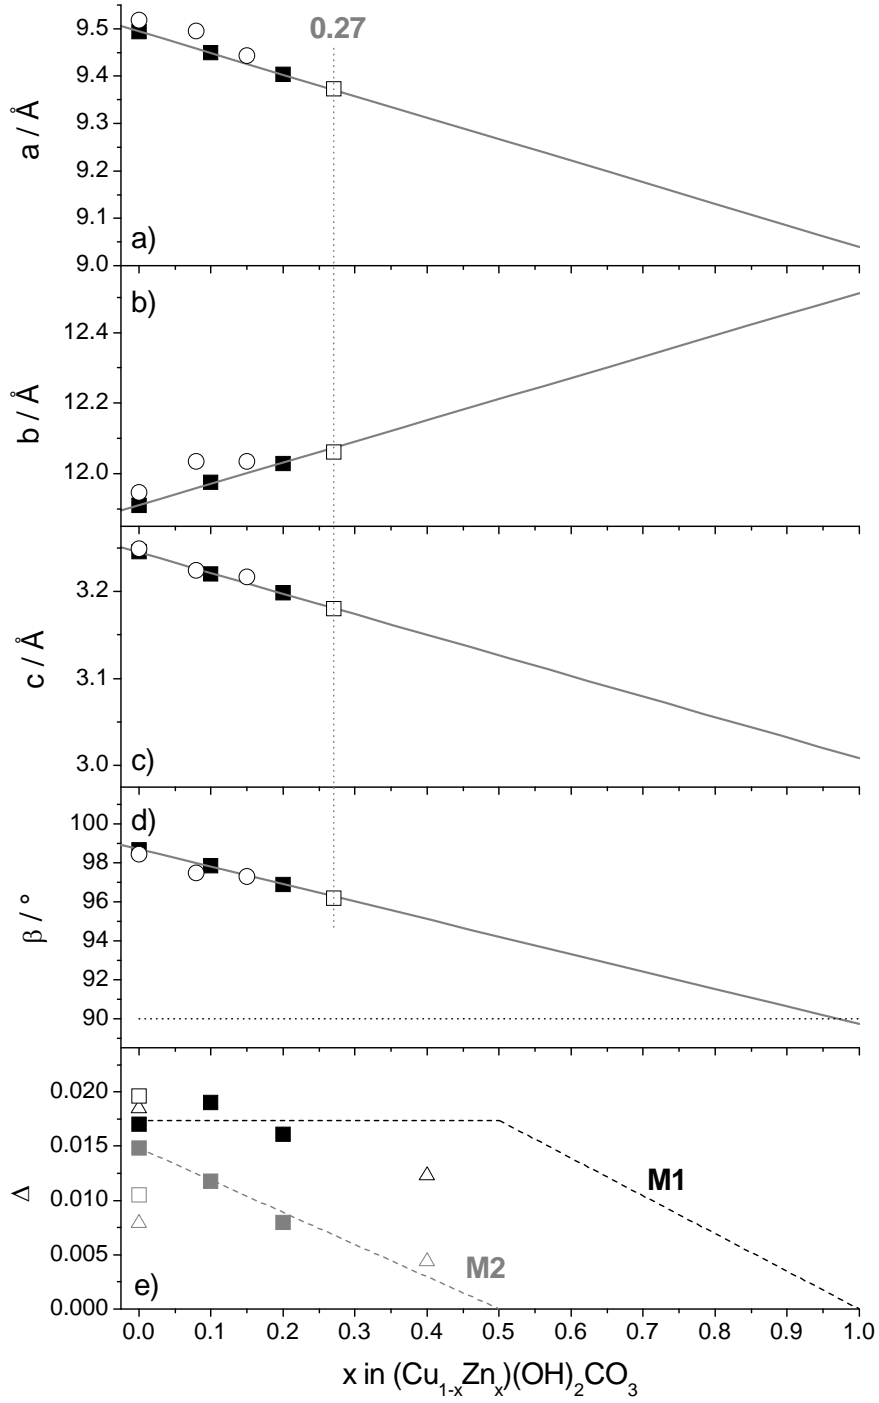 0.27
a / Å
9.5
9.4
9.3
9.2
9.1
9.0
a)
b / Å
12.4
12.2
12.0
b)
c / Å
3.2
3.1
3.0
c)
β / °
100
98
96
94
92
90
d)
Δ
0.020
0.015
0.010
0.005
0.000
e)
M1
M2
0.0 0.1 0.2 0.3 0.4 0.5 0.6 0.7 0.8 0.9 1.0
x in (Cu₁₋ₓZnₓ)(OH)₂CO₃